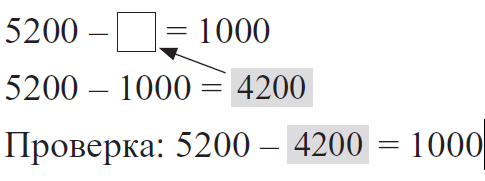 5200 – □ = 1000
5200 – 1000 = 4200
Проверка: 5200 – 4200 = 1000